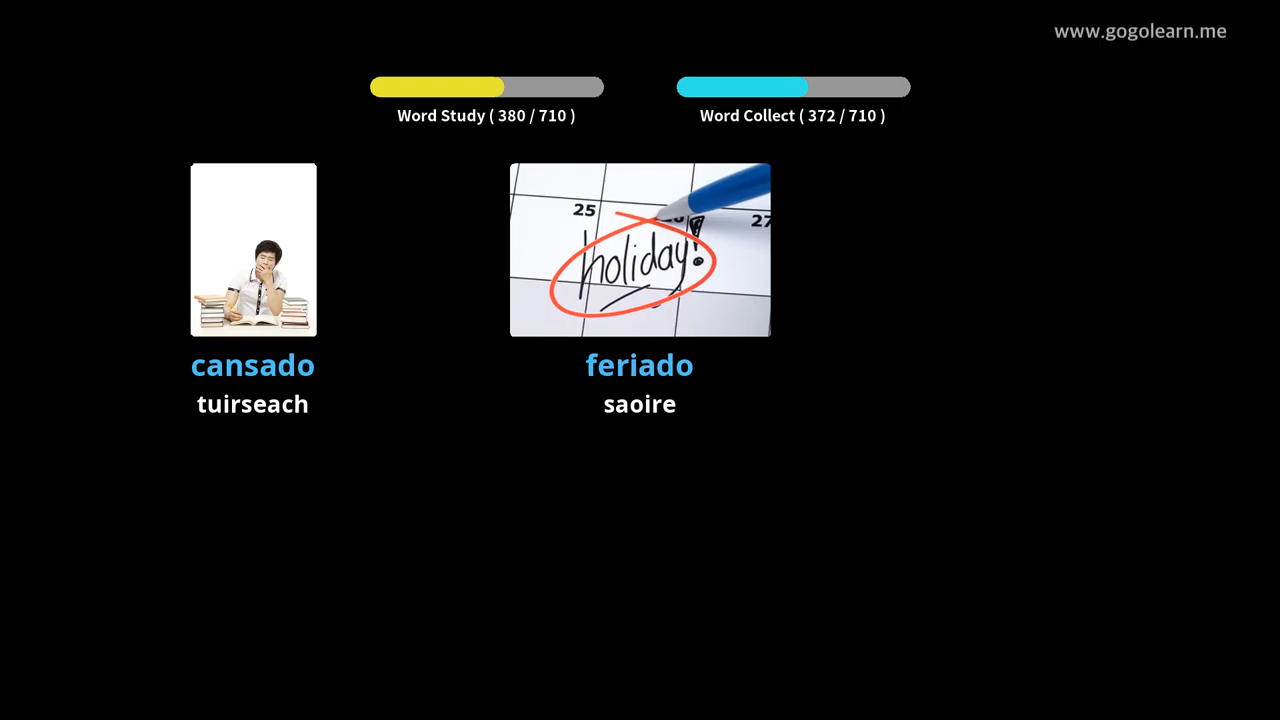 www.gogolearn.me
Word Study ( 380 / 710 )
Word Collect ( 372 / 710 )
25
27
holiday!
cansado
feriado
tuirseach
saoire